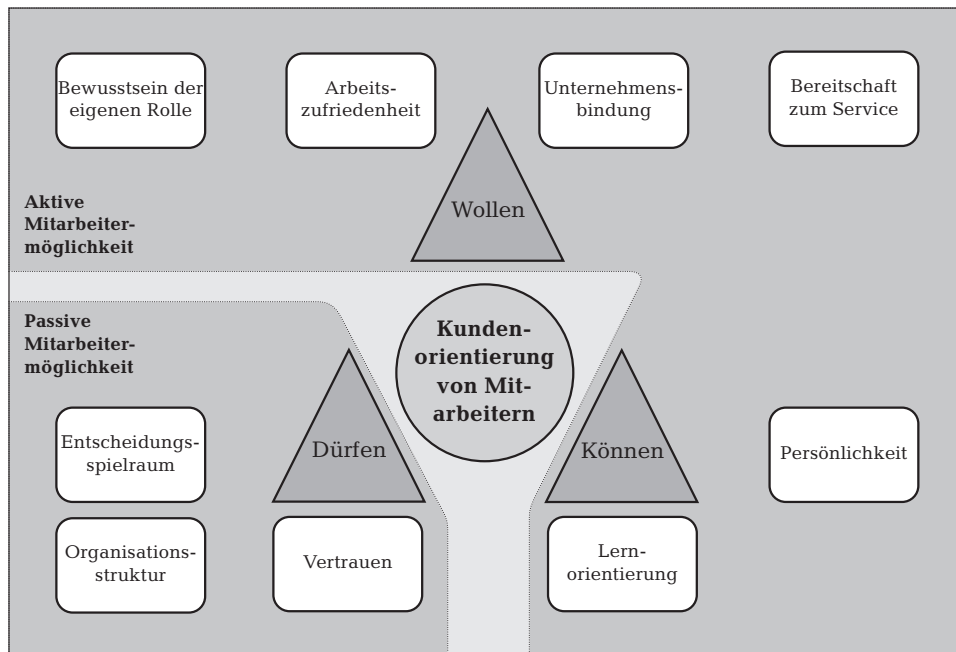 Bewusstsein der
eigenen Rolle
Arbeits-
zufriedenheit
Unternehmens-
bindung
Bereitschaft
zum Service
Wollen
Aktive
Mitarbeiter-
möglichkeit
Passive
Mitarbeiter-
möglichkeit
Kunden-
orientierung
von Mit-
arbeitern
Entscheidungs-
spielraum
Dürfen
Können
Persönlichkeit
Organisations-
struktur
Vertrauen
Lern-
orientierung